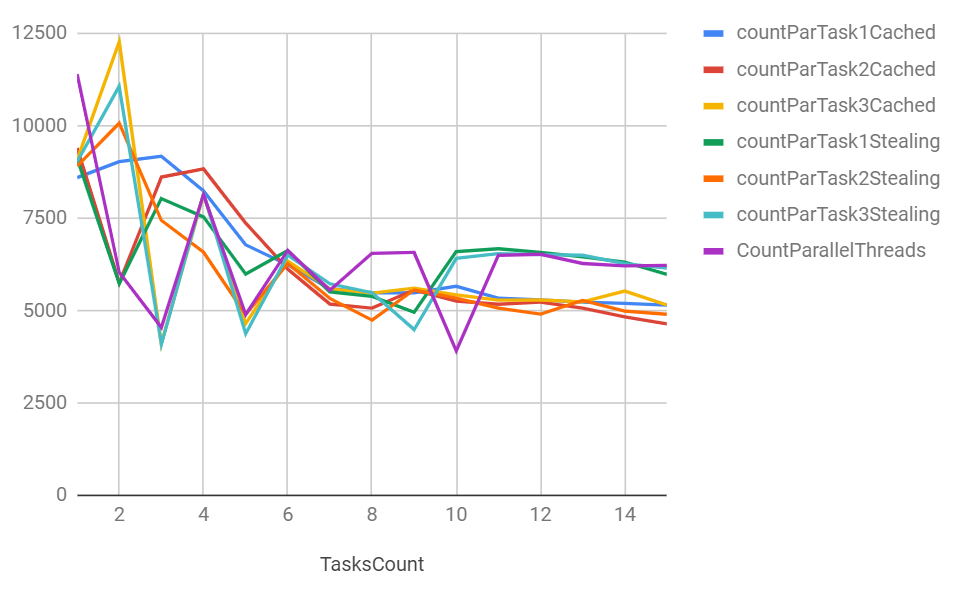 12500
10000
7500
5000
2500
0
2 4 6 8 10 12 14
TasksCount
countParTask1Cached
countParTask2Cached
countParTask3Cached
countParTask1Stealing
countParTask2Stealing
countParTask3Stealing
CountParallelThreads